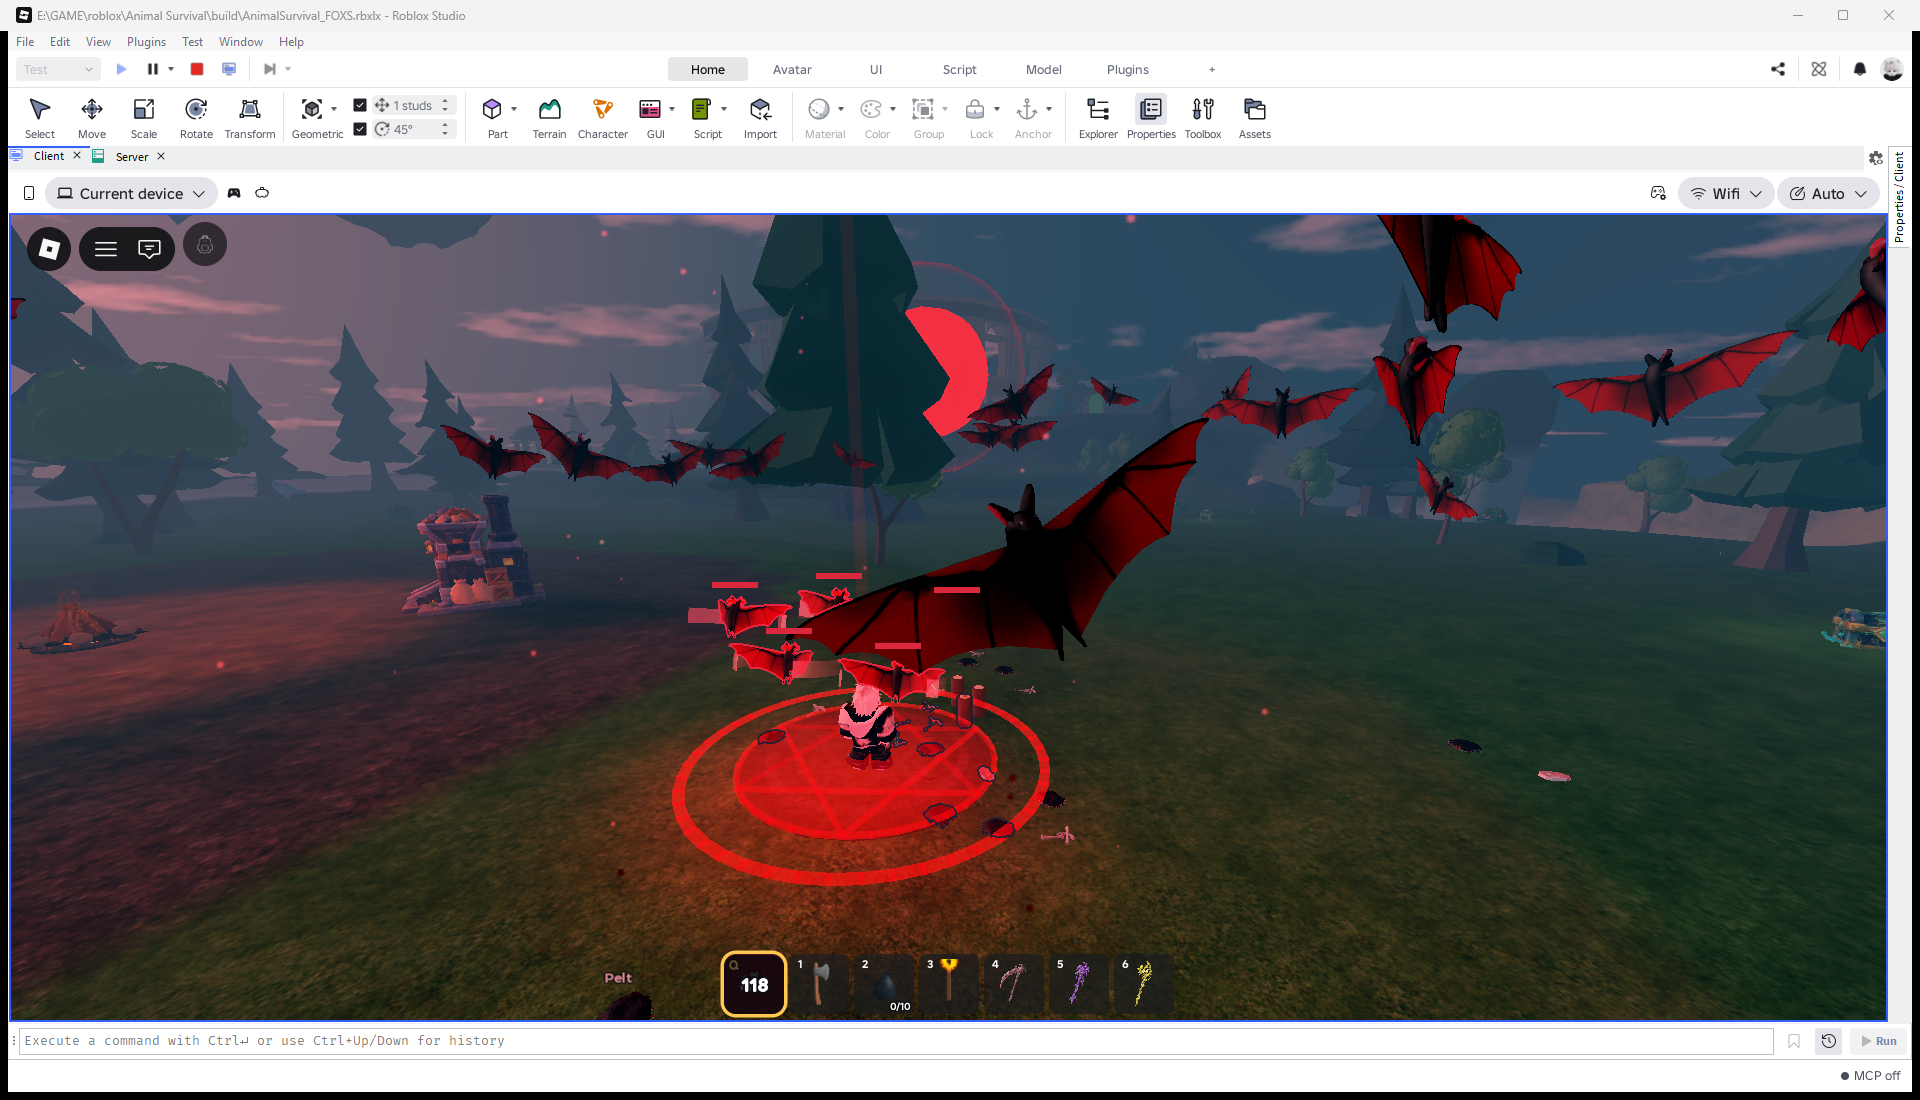 E:\GAME\roblox\Animal Survival\build\AnimalSurvival_FOXS.rbxlx - Roblox Studio
File Edit View Plugins Test Window Help
Test
Home Avatar UI Script Model Plugins +
1 studs
45°
Select Move Scale Rotate Transform Geometric Part Terrain Character GUI Script Import Material Color Group Lock Anchor Explorer Properties Toolbox Assets
Client Server
Properties / Client
Current device
Wifi
Auto
Pelt
Q
118
1
2
0/10
3
4
5
6
Execute a command with Ctrl↵ or use Ctrl+Up/Down for history
Run
MCP off